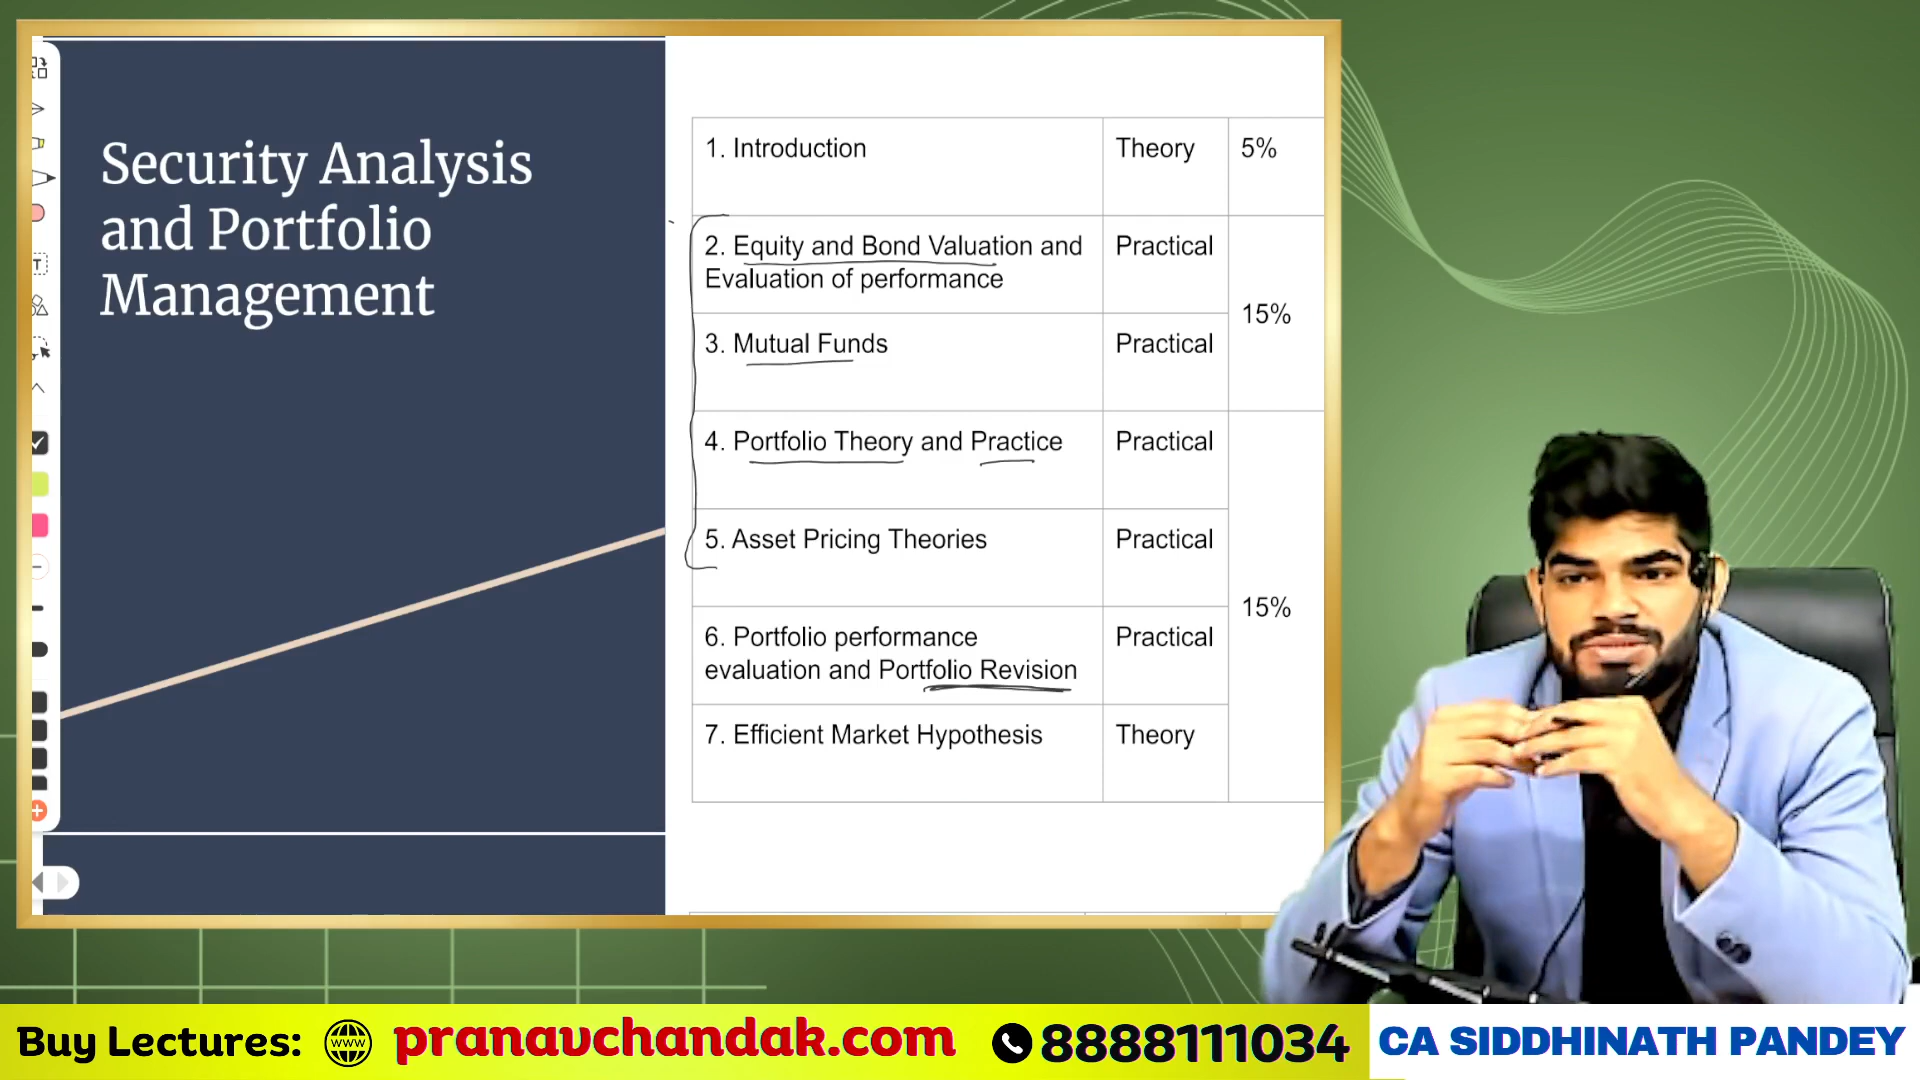 Security Analysis
and Portfolio
Management
1. Introduction Theory 5%
2. Equity and Bond Valuation and Practical
Evaluation of performance
15%
3. Mutual Funds Practical
4. Portfolio Theory and Practice Practical
5. Asset Pricing Theories Practical
15%
6. Portfolio performance Practical
evaluation and Portfolio Revision
7. Efficient Market Hypothesis Theory
T
Buy Lectures: WWW pranavchandak.com 8888111034 CA SIDDHINATH PANDEY